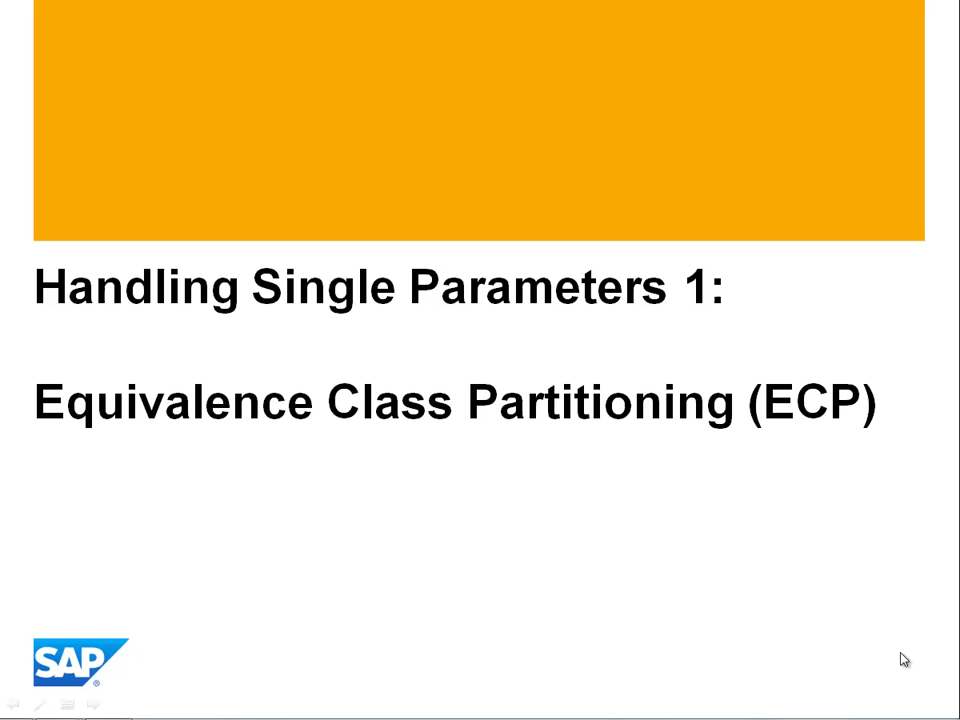 Handling Single Parameters 1:
Equivalence Class Partitioning (ECP)
SAP®